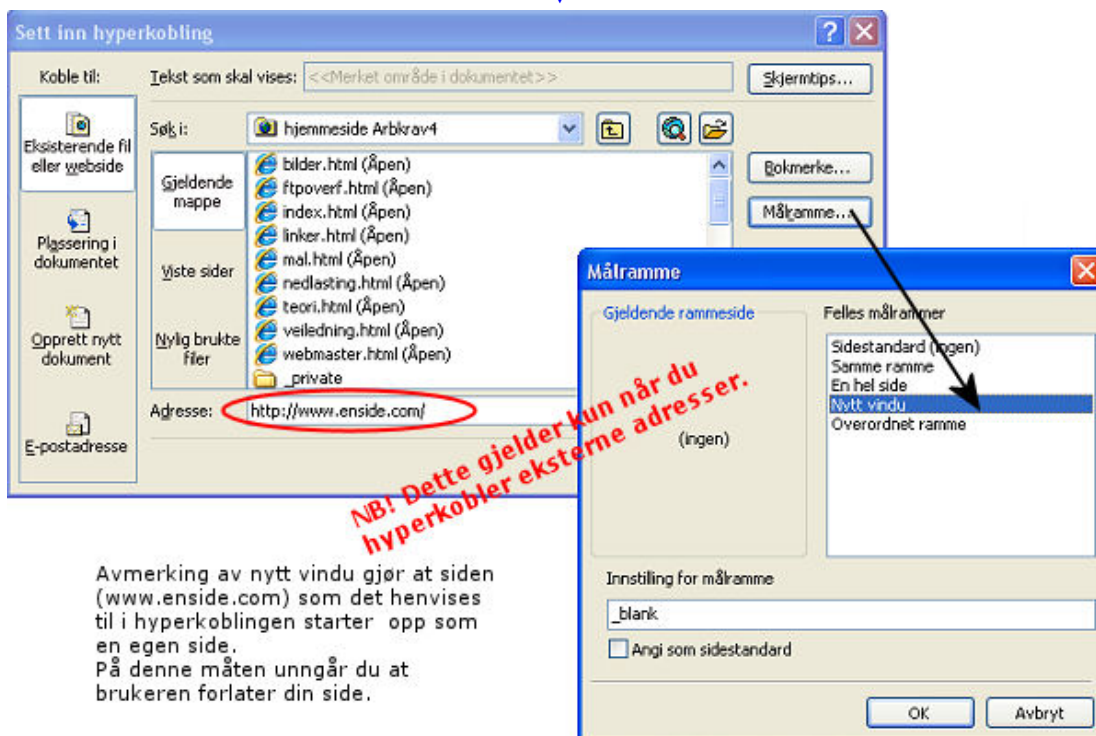 Sett inn hyperkobling
Koble til:
Tekst som skal vises: <<Merket område i dokumentet>>
Skjermtips...
Eksisterende fil
eller webside
Søk i:
hjemmeside Arbkrav4
Gjeldende
mappe
bilder.html (Åpen)
ftpoverf.html (Åpen)
index.html (Åpen)
linker.html (Åpen)
mal.html (Åpen)
nedlasting.html (Åpen)
teori.html (Åpen)
veiledning.html (Åpen)
webmaster.html (Åpen)
_private
Bokmerke...
Målramme...
Plassering i
dokumentet
Viste sider
Opprett nytt
dokument
Nylig brukte
filer
Adresse: http://www.enside.com/
E-postadresse
Målramme
Gjeldende rammeside
(ingen)
Felles målrammer
Sidestandard (ingen)
Samme ramme
En hel side
Nytt vindu
Overordnet ramme
NB! Dette gjelder kun når du
hyperkobler eksterne adresser.
Innstilling for målramme
_blank
Angi som sidestandard
OK Avbryt
Avmerking av nytt vindu gjør at siden
(www.enside.com) som det henvises
til i hyperkoblingen starter opp som
en egen side.
På denne måten unngår du at
brukeren forlater din side.